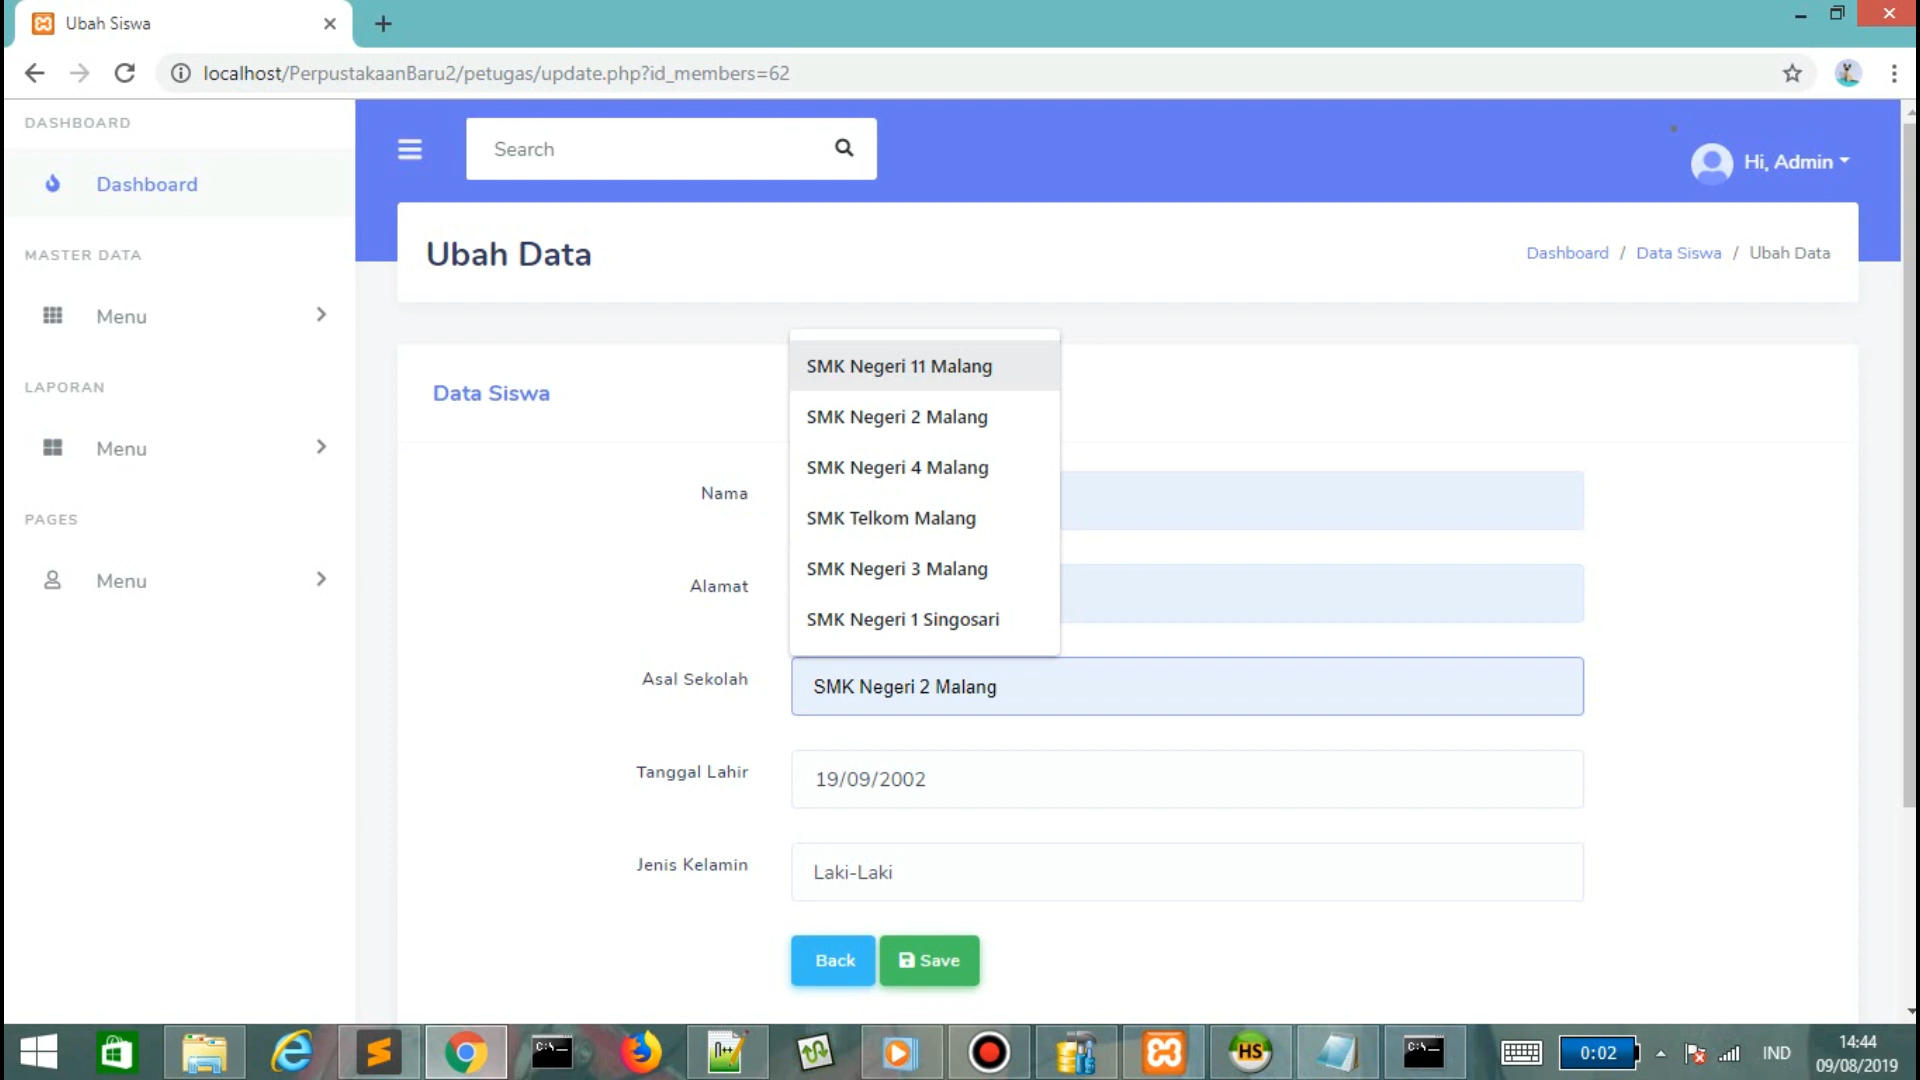 Ubah Siswa
localhost/PerpustakaanBaru2/petugas/update.php?id_members=62
DASHBOARD
Dashboard
MASTER DATA
Menu
LAPORAN
Menu
PAGES
Menu
Search
Hi, Admin
Ubah Data
Dashboard / Data Siswa / Ubah Data
Data Siswa
SMK Negeri 11 Malang
SMK Negeri 2 Malang
SMK Negeri 4 Malang
SMK Telkom Malang
SMK Negeri 3 Malang
SMK Negeri 1 Singosari
Nama
Alamat
Asal Sekolah
SMK Negeri 2 Malang
Tanggal Lahir
19/09/2002
Jenis Kelamin
Laki-Laki
Back
Save
C:\
HS
C:\
0:02
IND
14:44
09/08/2019